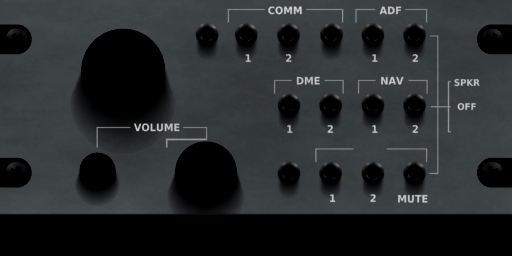 COMM ADF
1 2 1 2
DME NAV SPKR
OFF
1 2 1 2
VOLUME
1 2 MUTE